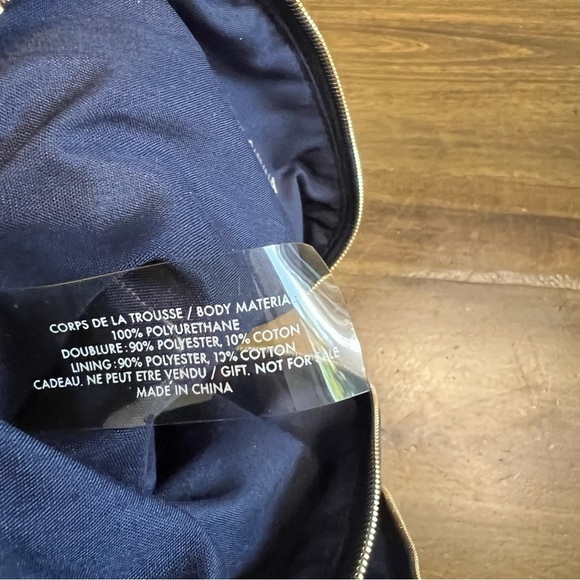 CORPS DE LA TROUSSE / BODY MATERIAL
100% POLYURETHANE
DOUBLURE: 90% POLYESTER, 10% COTON
LINING: 90% POLYESTER, 10% COTTON
CADEAU, NE PEUT ETRE VENDU / GIFT. NOT FOR SALE
MADE IN CHINA